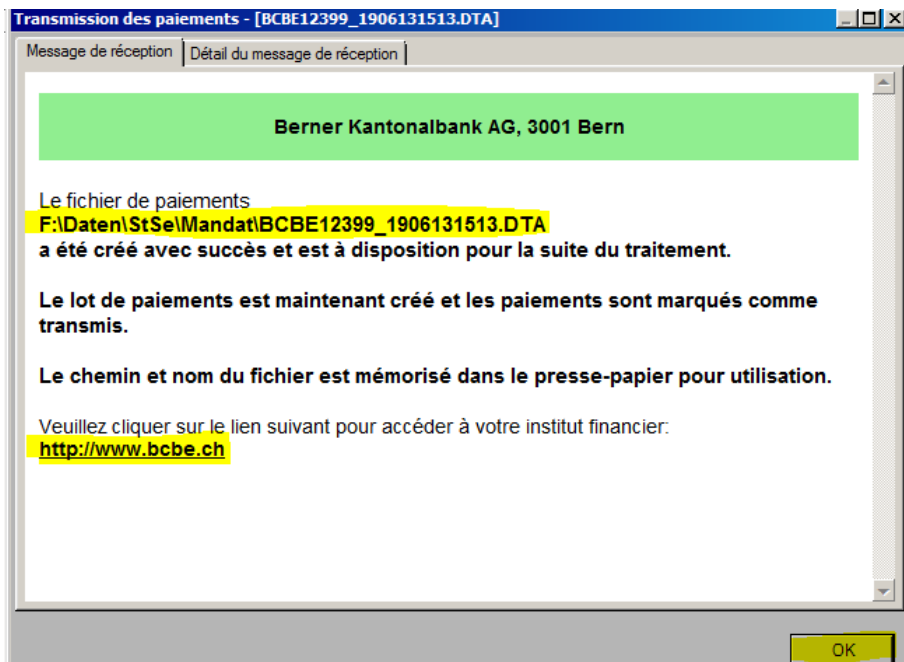 Transmission des paiements - [BCBE12399_1906131513.DTA]
Message de réception
Détail du message de réception
Berner Kantonalbank AG, 3001 Bern
Le fichier de paiements
F:\Daten\StSe\Mandat\BCBE12399_1906131513.DTA
a été créé avec succès et est à disposition pour la suite du traitement.
Le lot de paiements est maintenant créé et les paiements sont marqués comme
transmis.
Le chemin et nom du fichier est mémorisé dans le presse-papier pour utilisation.
Veuillez cliquer sur le lien suivant pour accéder à votre institut financier:
http://www.bcbe.ch
OK